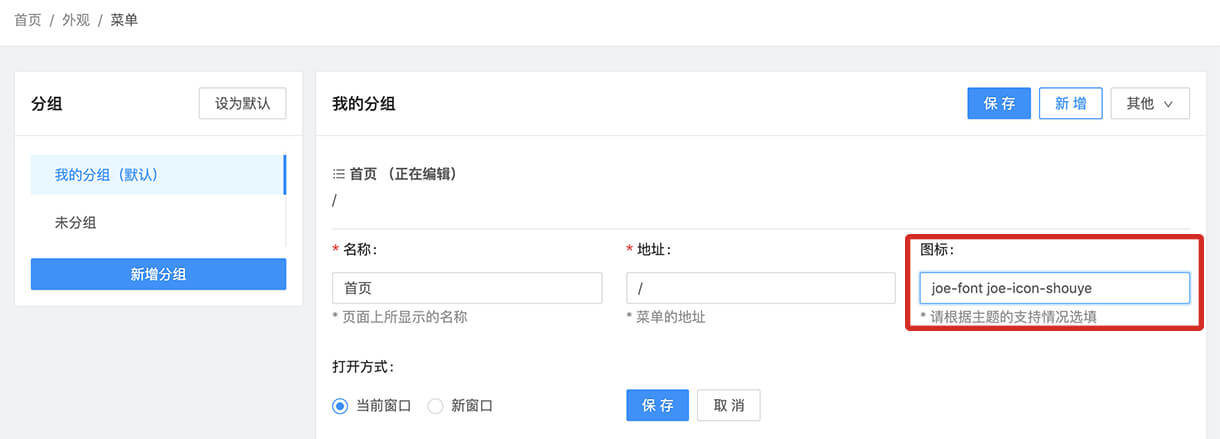 首页 / 外观 / 菜单
分组
设为默认
我的分组（默认）
未分组
新增分组
我的分组
保 存
新 增
其他
首页 （正在编辑）
/
* 名称：
首页
* 页面上所显示的名称
* 地址：
/
* 菜单的地址
图标：
joe-font joe-icon-shouye
* 请根据主题的支持情况选填
打开方式：
当前窗口
新窗口
保 存
取 消